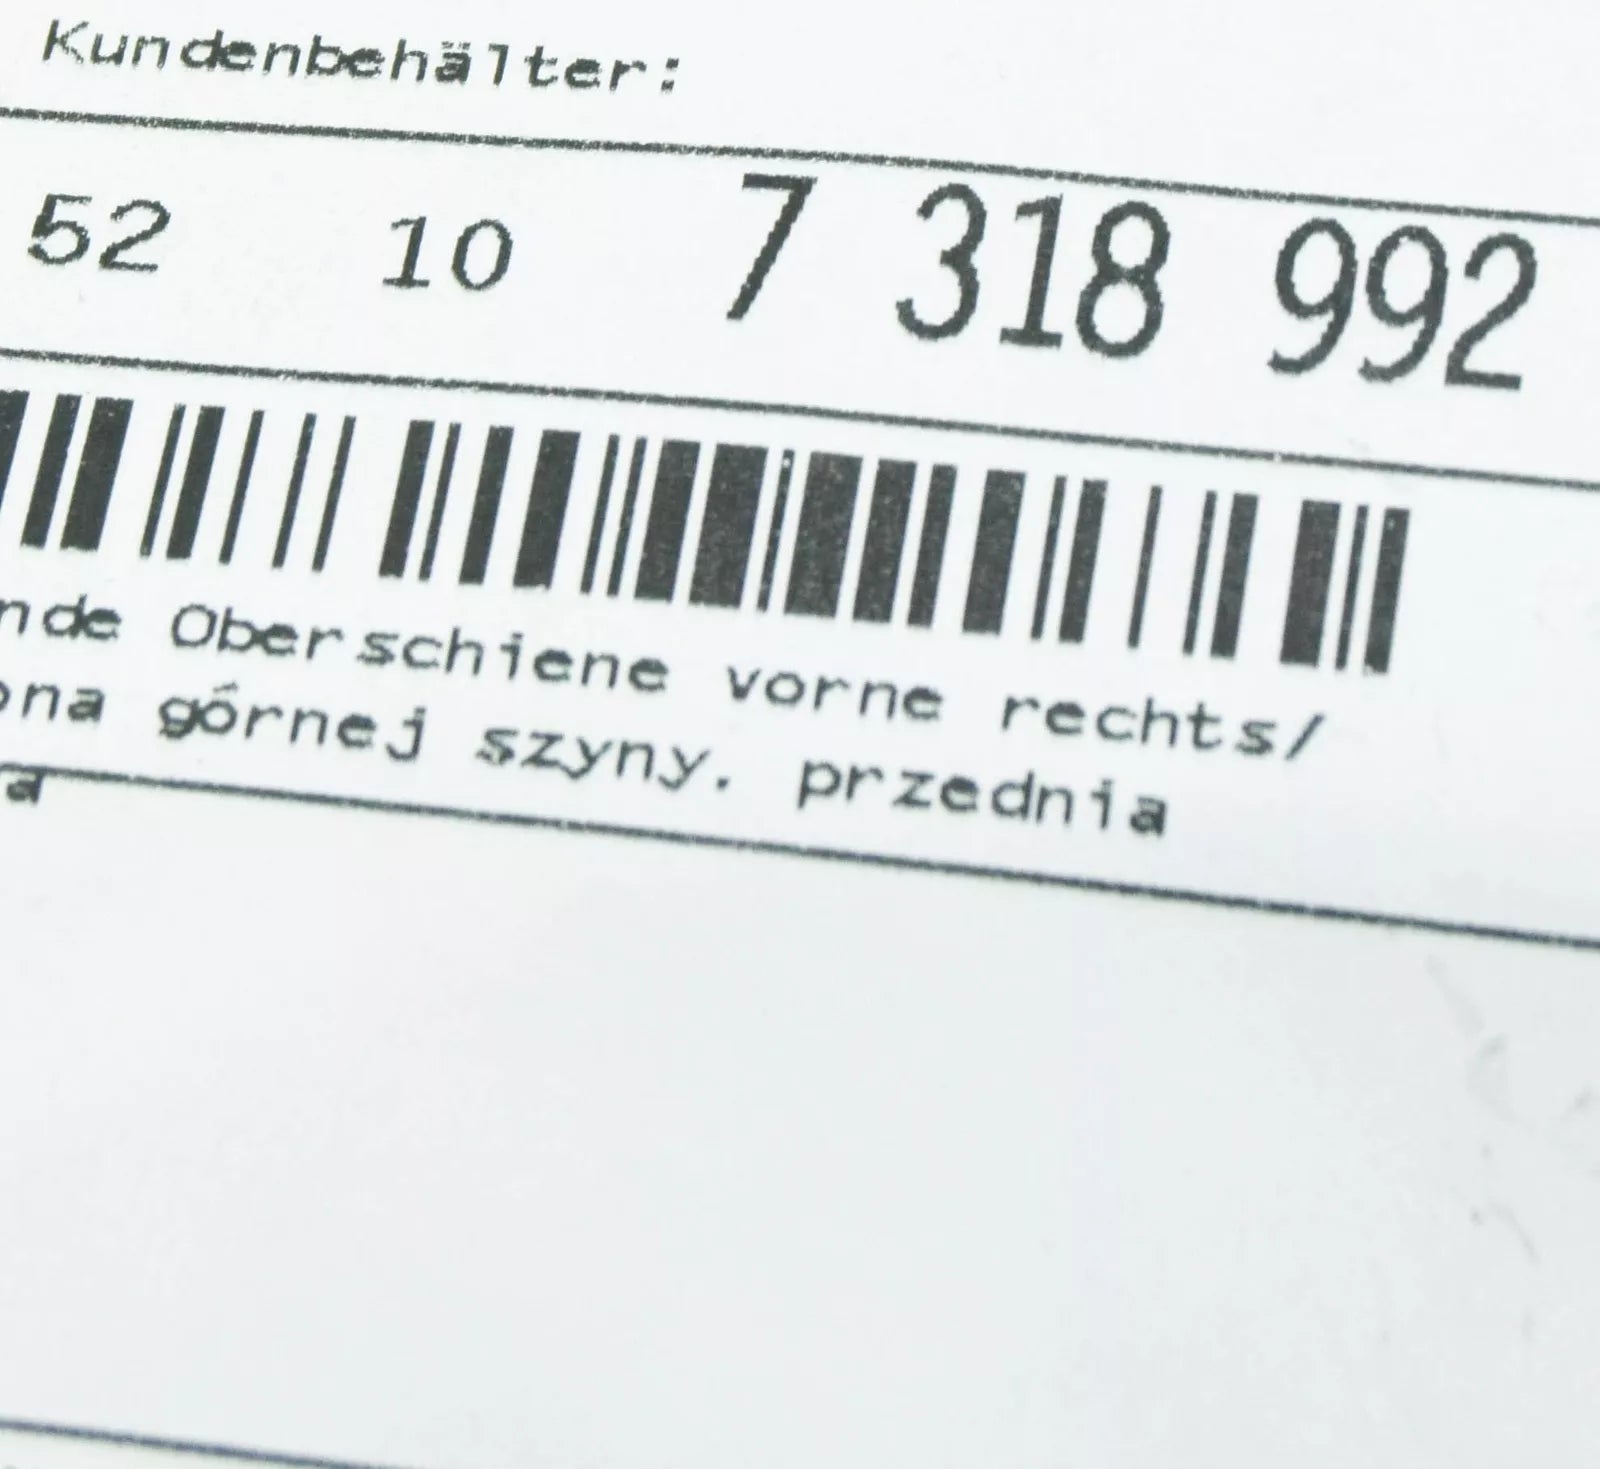 Kundenbehälter:
52 10 7 318 992
nde Oberschiene vorne rechts/
ona górnej szyny. przednia
a